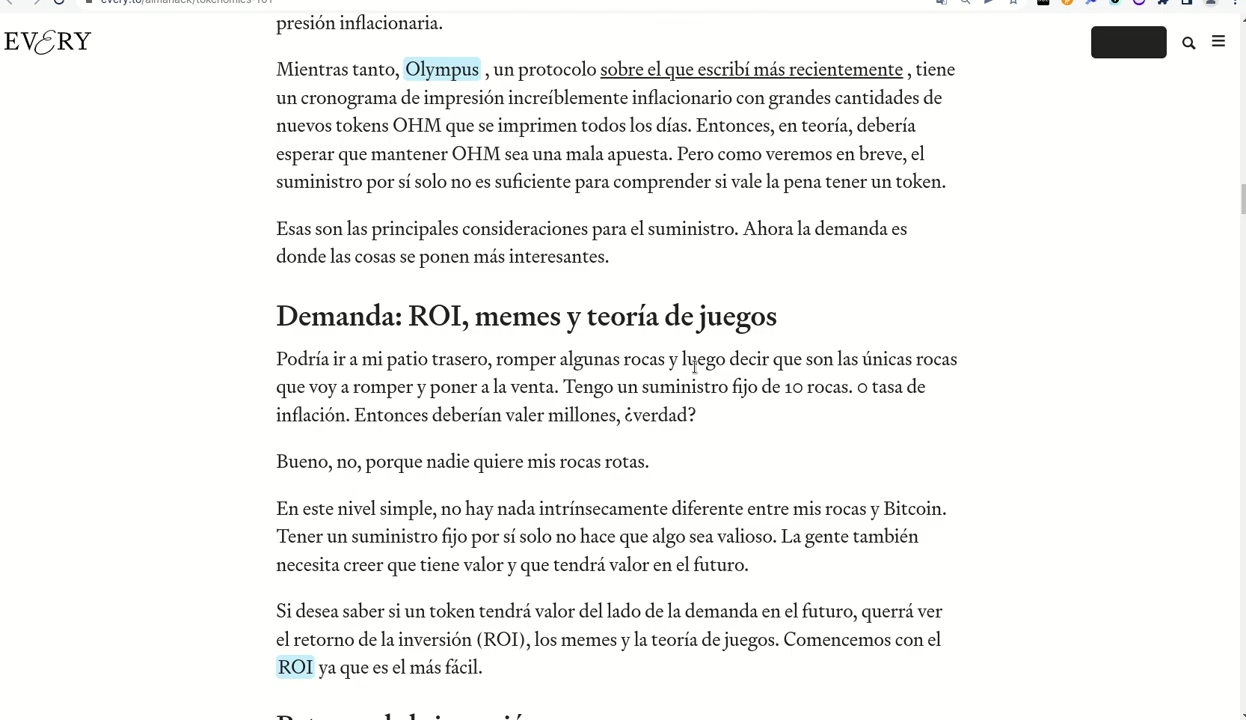 every.to/almanack/tokenomics-101
EVERY
presión inflacionaria.
Mientras tanto, Olympus , un protocolo sobre el que escribí más recientemente , tiene
un cronograma de impresión increíblemente inflacionario con grandes cantidades de
nuevos tokens OHM que se imprimen todos los días. Entonces, en teoría, debería
esperar que mantener OHM sea una mala apuesta. Pero como veremos en breve, el
suministro por sí solo no es suficiente para comprender si vale la pena tener un token.
Esas son las principales consideraciones para el suministro. Ahora la demanda es
donde las cosas se ponen más interesantes.
Demanda: ROI, memes y teoría de juegos
Podría ir a mi patio trasero, romper algunas rocas y luego decir que son las únicas rocas
que voy a romper y poner a la venta. Tengo un suministro fijo de 10 rocas. 0 tasa de
inflación. Entonces deberían valer millones, ¿verdad?
Bueno, no, porque nadie quiere mis rocas rotas.
En este nivel simple, no hay nada intrínsecamente diferente entre mis rocas y Bitcoin.
Tener un suministro fijo por sí solo no hace que algo sea valioso. La gente también
necesita creer que tiene valor y que tendrá valor en el futuro.
Si desea saber si un token tendrá valor del lado de la demanda en el futuro, querrá ver
el retorno de la inversión (ROI), los memes y la teoría de juegos. Comencemos con el
ROI ya que es el más fácil.